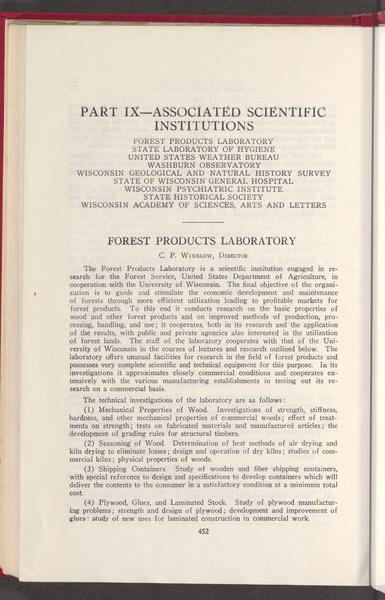 PART IX—ASSOCIATED SCIENTIFIC
INSTITUTIONS
FOREST PRODUCTS LABORATORY
STATE LABORATORY OF HYGIENE
UNITED STATES WEATHER BUREAU
WASHBURN OBSERVATORY
WISCONSIN GEOLOGICAL AND NATURAL HISTORY SURVEY
STATE OF WISCONSIN GENERAL HOSPITAL
WISCONSIN PSYCHIATRIC INSTITUTE
STATE HISTORICAL SOCIETY
WISCONSIN ACADEMY OF SCIENCES, ARTS AND LETTERS
FOREST PRODUCTS LABORATORY
C. P. Winslow, Director
The Forest Products Laboratory is a scientific institution engaged in re-
search for the Forest Service, United States Department of Agriculture, in
cooperation with the University of Wisconsin. The final objective of the organi-
zation is to guide and stimulate the economic development and maintenance
of forests through more efficient utilization leading to profitable markets for
forest products. To this end it conducts research on the basic properties of
wood and other forest products and on improved methods of production, pro-
cessing, handling, and use; it cooperates, both in its research and the application
of the results, with public and private agencies also interested in the utilization
of forest lands. The staff of the laboratory cooperates with that of the Uni-
versity of Wisconsin in the courses of lectures and research outlined below. The
laboratory offers unusual facilities for research in the field of forest products and
possesses very complete scientific and technical equipment for this purpose. In its
investigations it approximates closely commercial conditions and cooperates ex-
tensively with the various manufacturing establishments in testing out its re-
search on a commercial basis.
The technical investigations of the laboratory are as follows:
(1) Mechanical Properties of Wood. Investigations of strength, stiffness,
hardness, and other mechanical properties of commercial woods; effect of treat-
ments on strength; tests on fabricated materials and manufactured articles; the
development of grading rules for structural timbers.
(2) Seasoning of Wood. Determination of best methods of air drying and
kiln drying to eliminate losses; design and operation of dry kilns; studies of com-
mercial kilns; physical properties of woods.
(3) Shipping Containers. Study of wooden and fiber shipping containers,
with special reference to design and specifications to develop containers which will
deliver the contents to the consumer in a satisfactory condition at a minimum total
cost.
(4) Plywood, Glues, and Laminated Stock. Study of plywood manufactur-
ing problems; strength and design of plywood; development and improvement of
glues; study of new uses for laminated construction in commercial work.
452